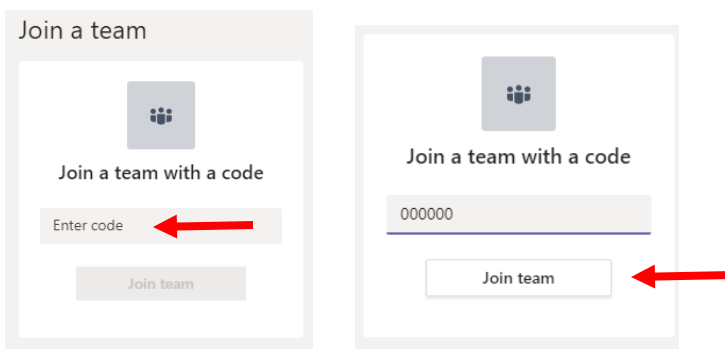 Join a team
Join a team with a code
Enter code
Join team
Join a team with a code
000000
Join team